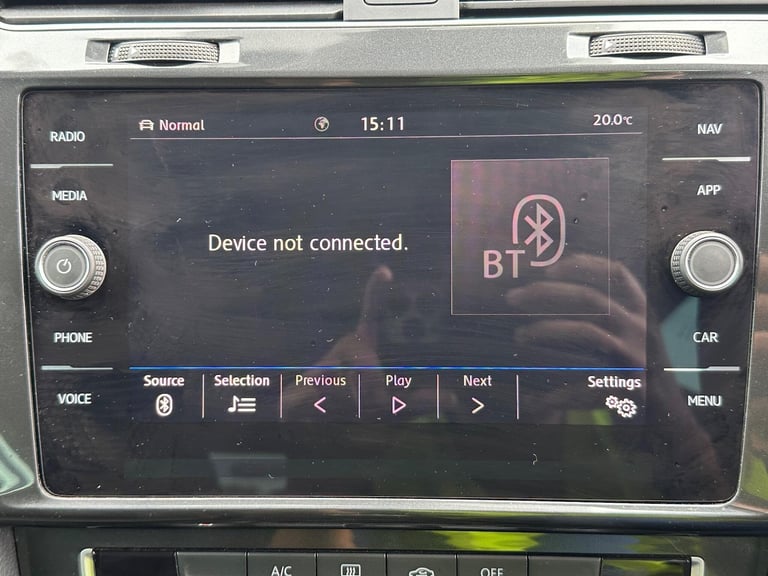 RADIO
MEDIA
PHONE
VOICE
Normal 15:11 20.0°C
Device not connected.
BT
Source Selection Previous Play Next Settings
NAV
APP
CAR
MENU
A/C OFF